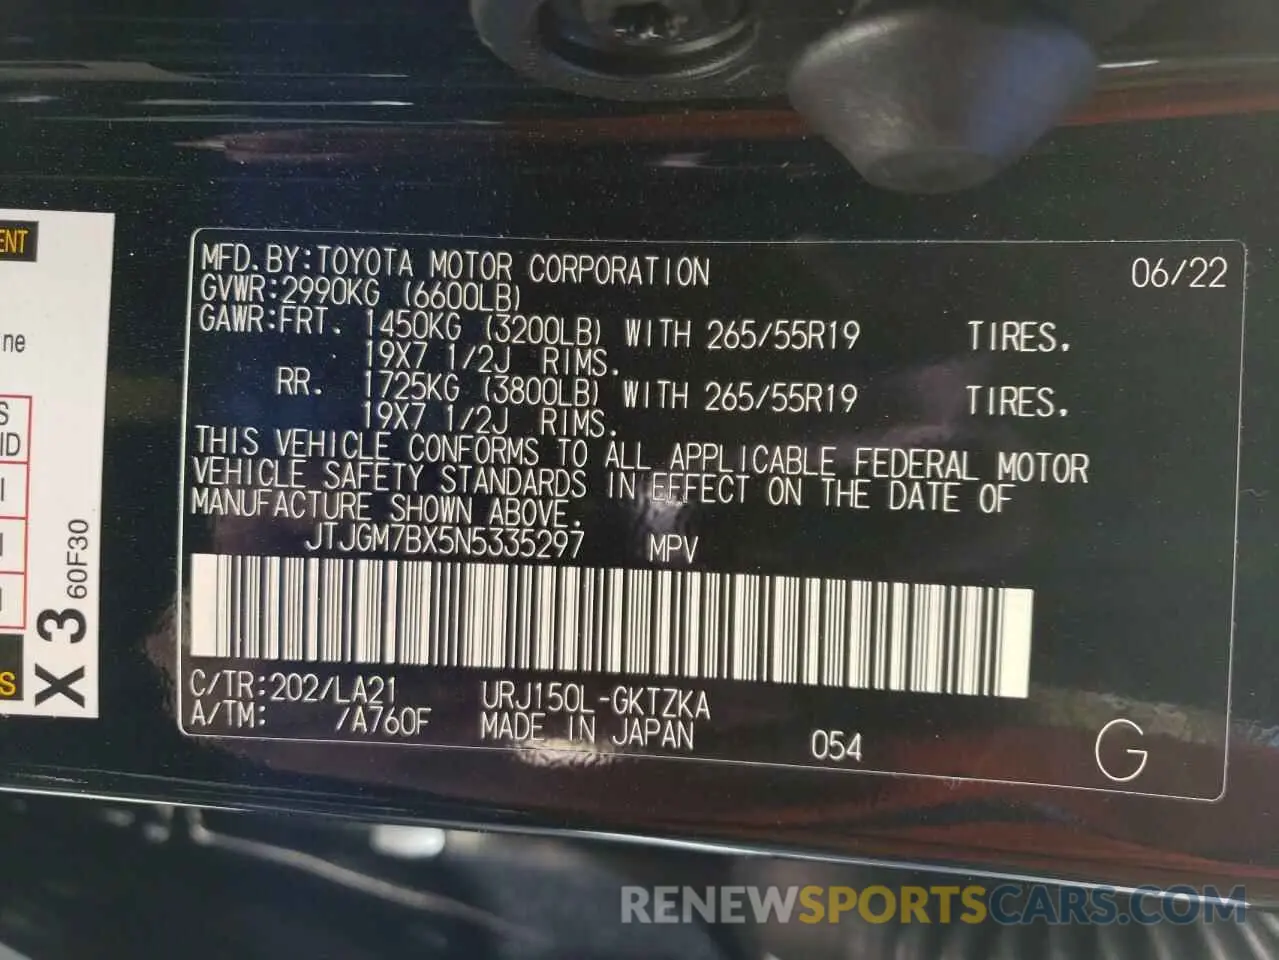 MFD.BY:TOYOTA MOTOR CORPORATION 06/22
GVWR:2990KG (6600LB)
GAWR:FRT. 1450KG (3200LB) WITH 265/55R19 TIRES.
19X7 1/2J RIMS.
RR. 1725KG (3800LB) WITH 265/55R19 TIRES.
19X7 1/2J RIMS.
THIS VEHICLE CONFORMS TO ALL APPLICABLE FEDERAL MOTOR
VEHICLE SAFETY STANDARDS IN EFFECT ON THE DATE OF
MANUFACTURE SHOWN ABOVE.
JTJGM7BX5N5335297 MPV
C/TR:202/LA21 URJ150L-GKTZKA
A/TM: /A760F MADE IN JAPAN 054 G
ENT
ne
S
ID
I
S
X 3 60F30
RENEWSPORTSCARS.COM